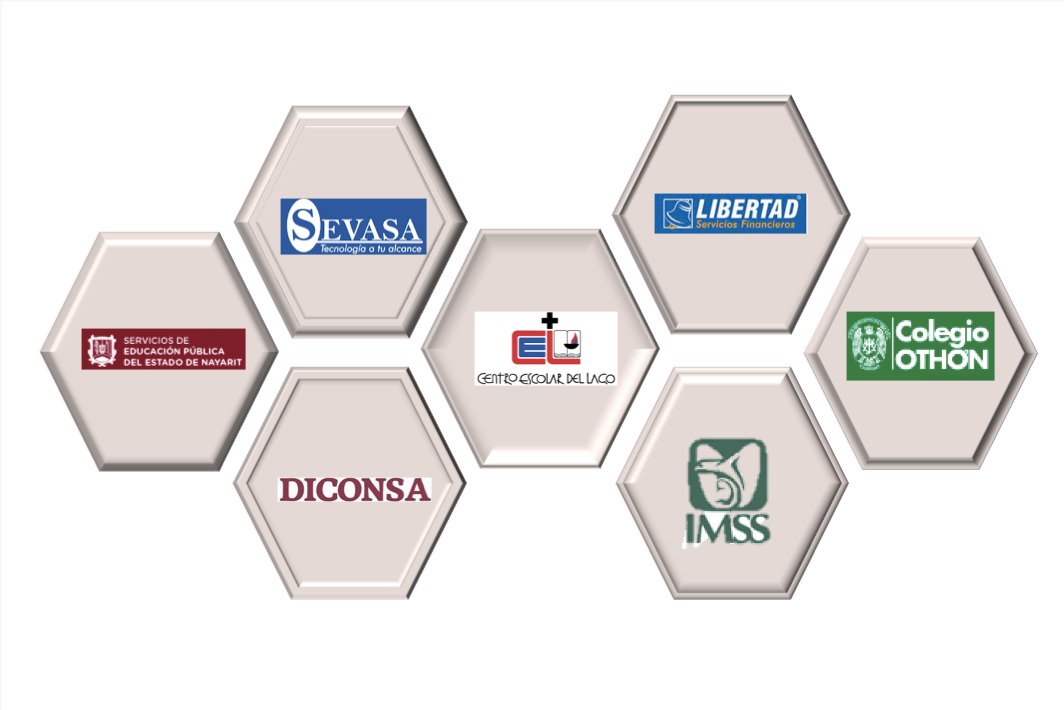 SEVASA
Tecnología a tu alcance
LIBERTAD®
Servicios Financieros
SERVICIOS DE
EDUCACIÓN PÚBLICA
DEL ESTADO DE NAYARIT
CENTRO ESCOLAR DEL LAGO
Colegio
OTHÓN
DICONSA
IMSS